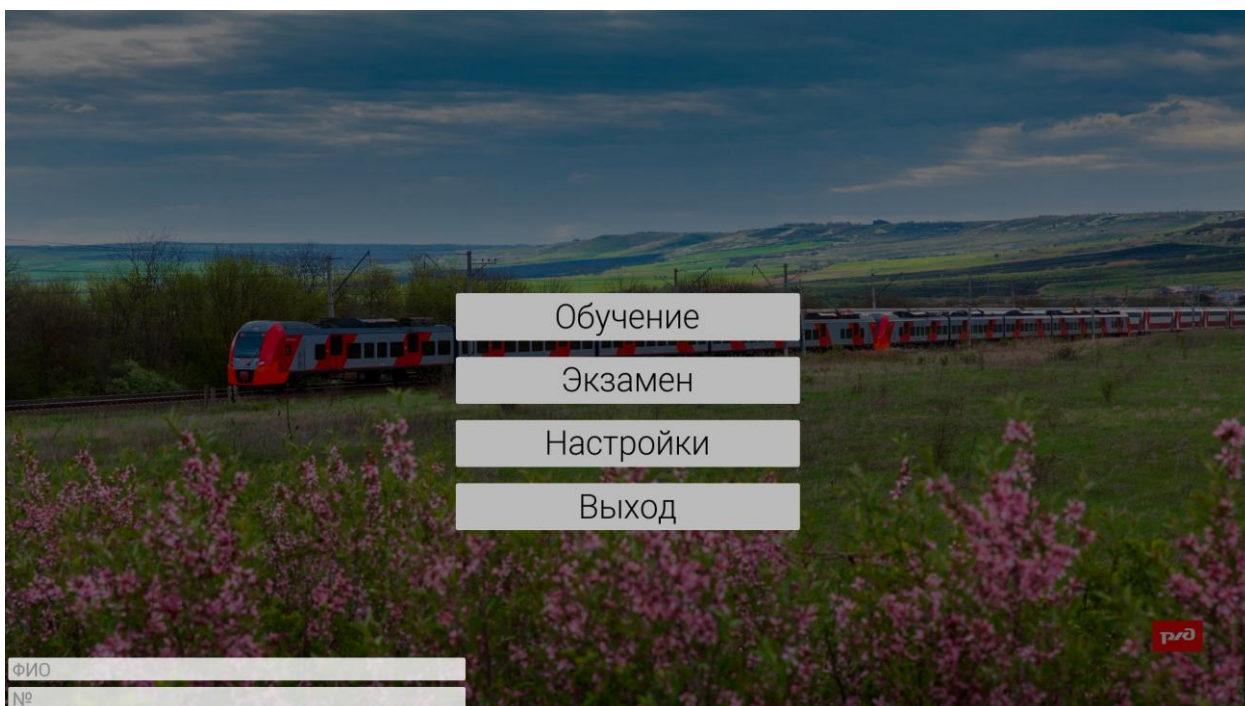 Обучение
Экзамен
Настройки
Выход
ржд
ФИО
№